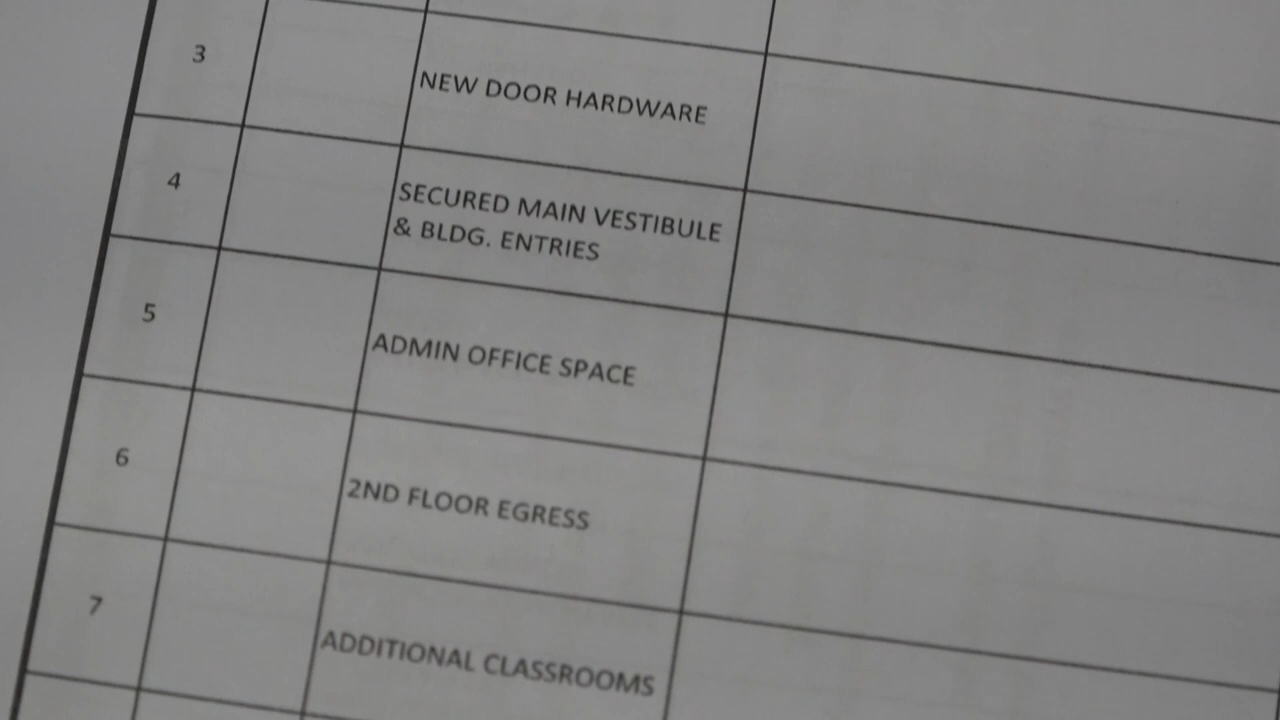 3
NEW DOOR HARDWARE
4
SECURED MAIN VESTIBULE
& BLDG. ENTRIES
5
ADMIN OFFICE SPACE
6
2ND FLOOR EGRESS
7
ADDITIONAL CLASSROOMS